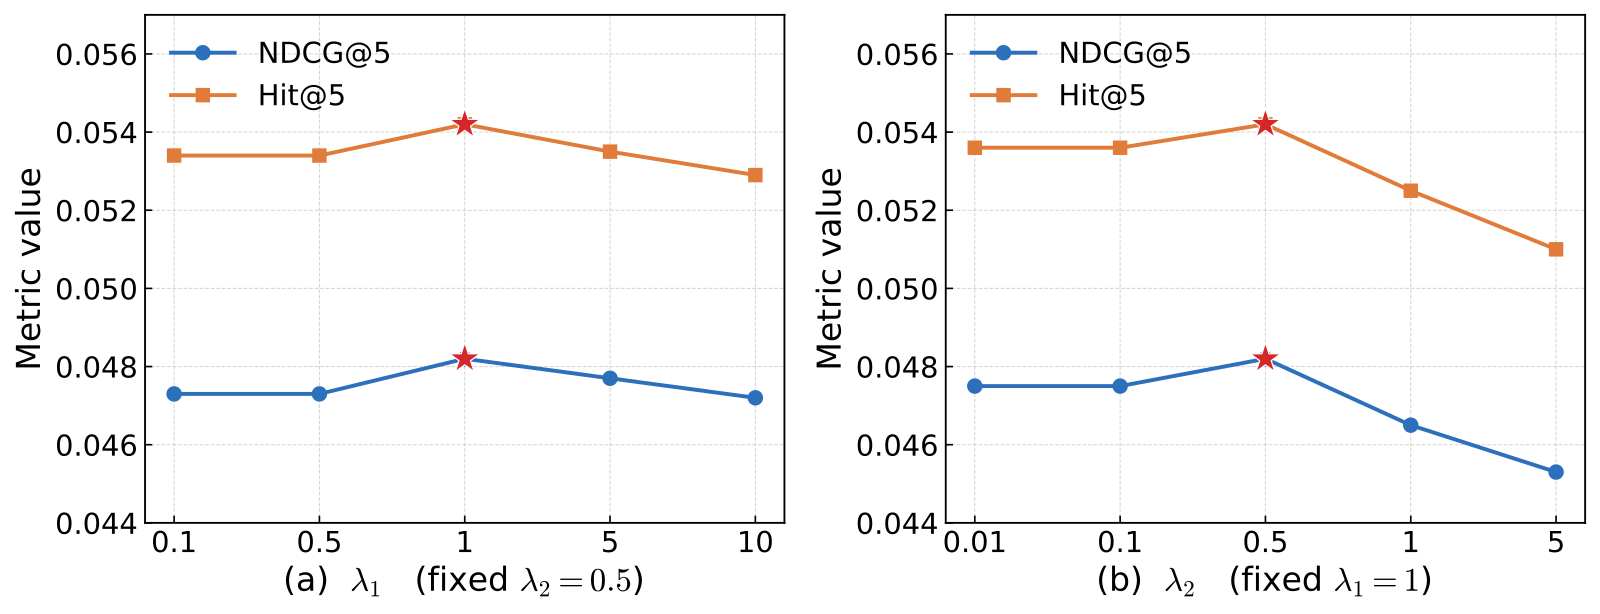 NDCG@5
Hit@5
Metric value
0.056
0.054
0.052
0.050
0.048
0.046
0.044
0.1 0.5 1 5 10
(a) λ₁ (fixed λ₂ = 0.5)
NDCG@5
Hit@5
Metric value
0.056
0.054
0.052
0.050
0.048
0.046
0.044
0.01 0.1 0.5 1 5
(b) λ₂ (fixed λ₁ = 1)